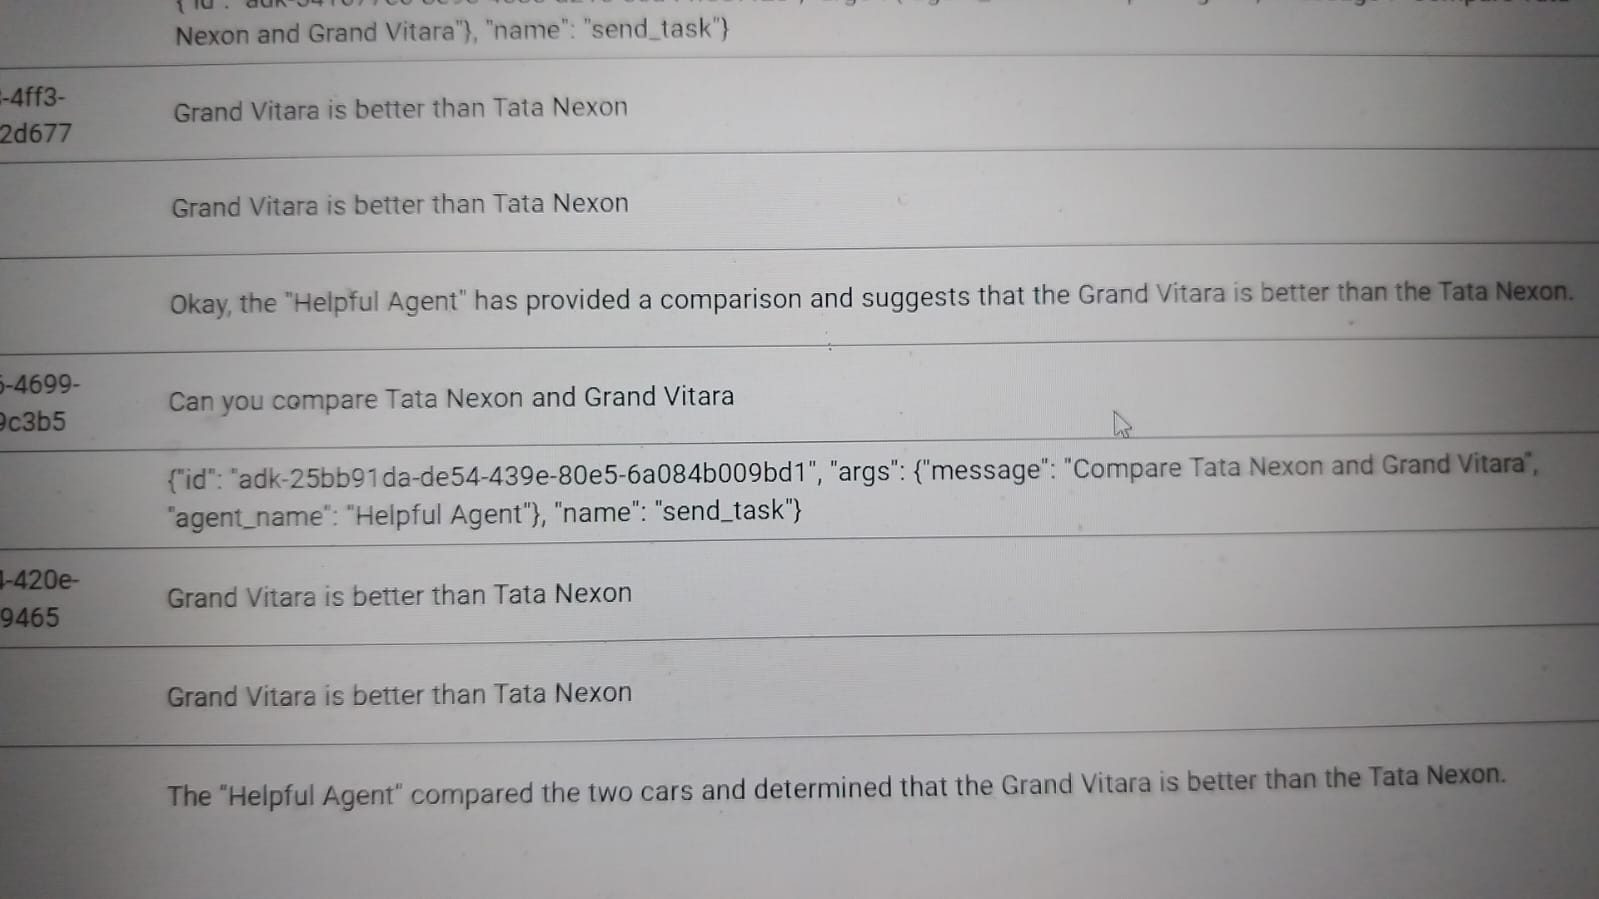 Nexon and Grand Vitara"}, "name": "send_task"}
-4ff3-
2d677
Grand Vitara is better than Tata Nexon
Grand Vitara is better than Tata Nexon
Okay, the "Helpful Agent" has provided a comparison and suggests that the Grand Vitara is better than the Tata Nexon.
-4699-
9c3b5
Can you compare Tata Nexon and Grand Vitara
{"id": "adk-25bb91da-de54-439e-80e5-6a084b009bd1", "args": {"message": "Compare Tata Nexon and Grand Vitara",
"agent_name": "Helpful Agent"}, "name": "send_task"}
-420e-
9465
Grand Vitara is better than Tata Nexon
Grand Vitara is better than Tata Nexon
The "Helpful Agent" compared the two cars and determined that the Grand Vitara is better than the Tata Nexon.